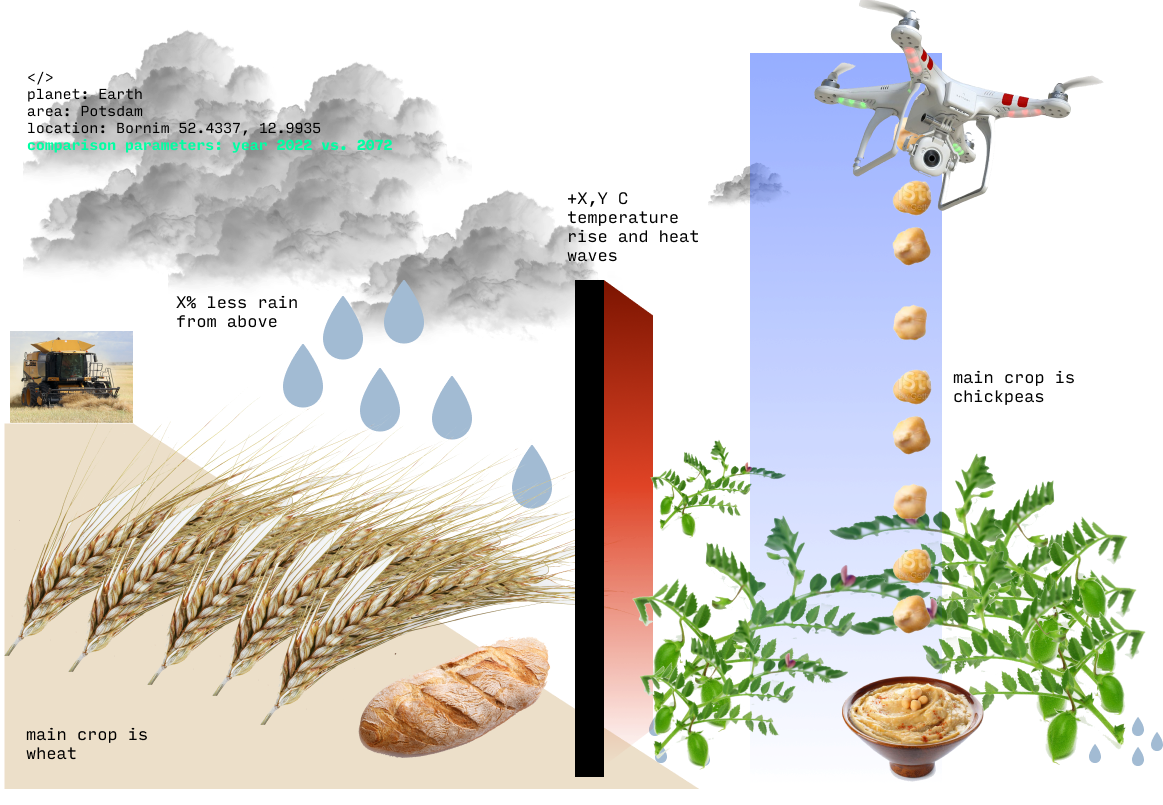 </>
planet: Earth
area: Potsdam
location: Bornim 52.4337, 12.9935
comparison parameters: year 2022 vs. 2072
+X,Y C
temperature
rise and heat
waves
X% less rain
from above
main crop is
chickpeas
main crop is
wheat